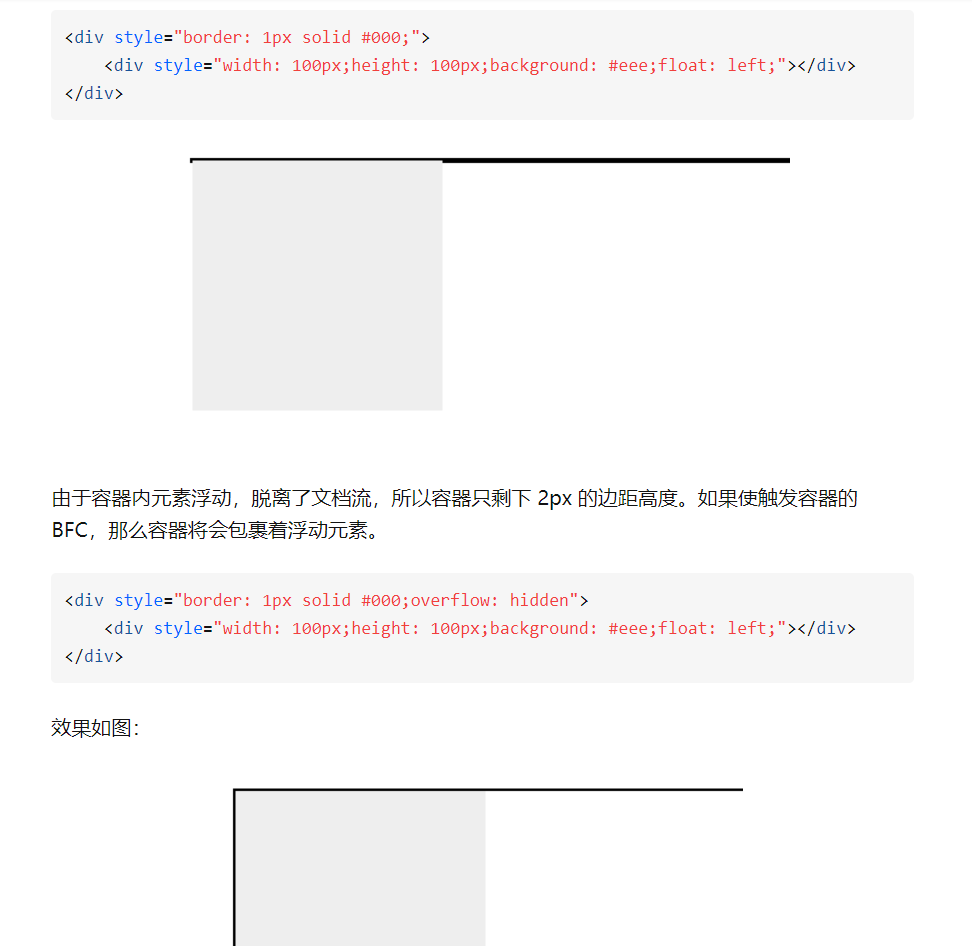 <div style="border: 1px solid #000;">
    <div style="width: 100px;height: 100px;background: #eee;float: left;"></div>
</div>
由于容器内元素浮动，脱离了文档流，所以容器只剩下 2px 的边距高度。如果使触发容器的
BFC，那么容器将会包裹着浮动元素。
<div style="border: 1px solid #000;overflow: hidden">
    <div style="width: 100px;height: 100px;background: #eee;float: left;"></div>
</div>
效果如图：